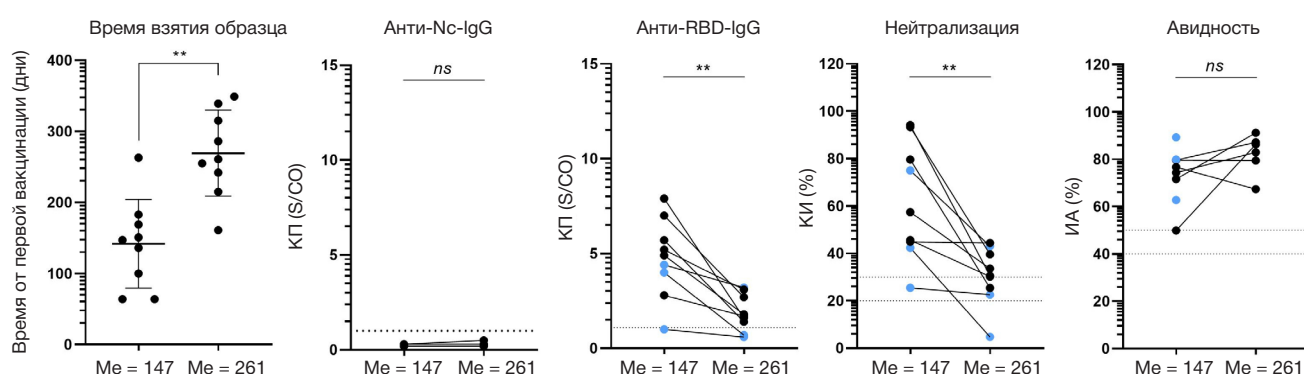 Время взятия образца
Время от первой вакцинации (дни)
400
300
200
100
0
**
Me = 147 Me = 261
Анти-Nc-IgG
КП (S/CO)
15
15
5
0
ns
Me = 147 Me = 261
Анти-RBD-IgG
КП (S/CO)
15
5
5
0
**
Me = 147 Me = 261
Нейтрализация
КИ (%)
120
100
80
60
40
20
0
**
Me = 147 Me = 261
Авидность
ИА (%)
120
100
80
60
40
20
0
ns
Me = 147 Me = 261